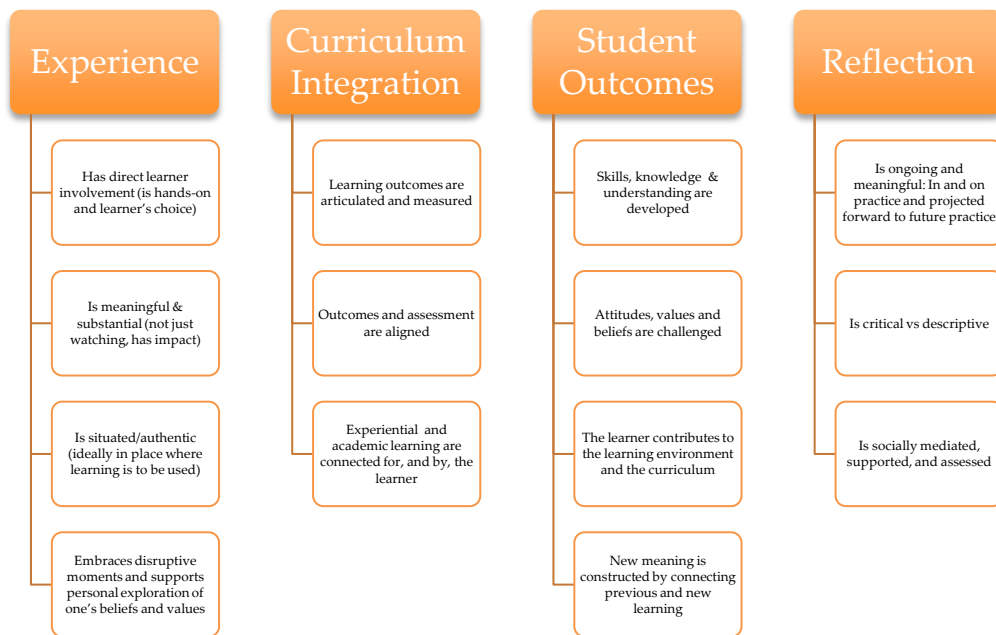 Experience
Has direct learner
involvement (is hands-on
and learner's choice)
Is meaningful &
substantial (not just
watching, has impact)
Is situated/authentic
(ideally in place where
learning is to be used)
Embraces disruptive
moments and supports
personal exploration of
one's beliefs and values
Curriculum
Integration
Learning outcomes are
articulated and measured
Outcomes and assessment
are aligned
Experiential and
academic learning are
connected for, and by, the
learner
Student
Outcomes
Skills, knowledge &
understanding are
developed
Attitudes, values and
beliefs are challenged
The learner contributes to
the learning environment
and the curriculum
New meaning is
constructed by connecting
previous and new
learning
Reflection
Is ongoing and
meaningful: In and on
practice and projected
forward to future practice
Is critical vs descriptive
Is socially mediated,
supported, and assessed